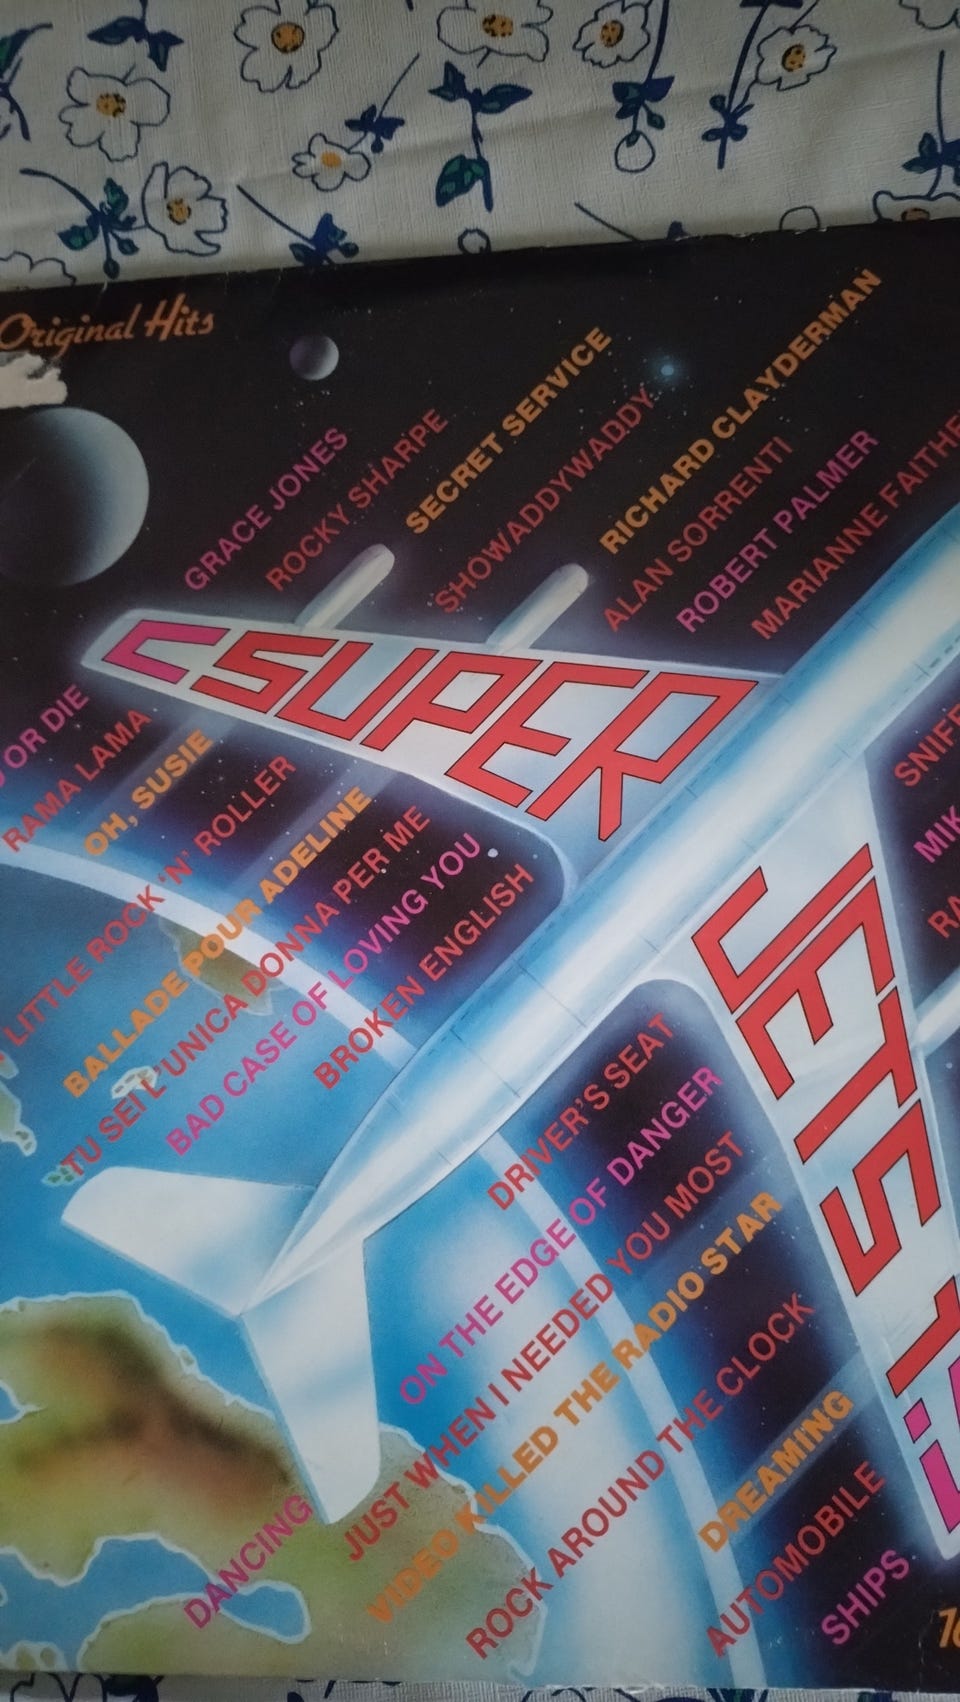 Original Hits
GRACE JONES
ROCKY SHARPE
SECRET SERVICE
SHOWADDYWADDY
RICHARD CLAYDERMAN
ALAN SORRENTI
ROBERT PALMER
MARIANNE
SUPER
JETS
OR DIE
RAMA LAMA
OH, SUSIE
LITTLE ROCK 'N' ROLLER
BALLADE POUR ADELINE
TU SEI L'UNICA DONNA PER ME
BAD CASE OF LOVING YOU
BROKEN ENGLISH
DRIVER'S SEAT
ON THE EDGE OF DANGER
JUST WHEN I NEEDED YOU MOST
VIDEO KILLED THE RADIO STAR
ROCK AROUND THE CLOCK
DREAMING
DANCING
AUTOMOBILE
SHIPS